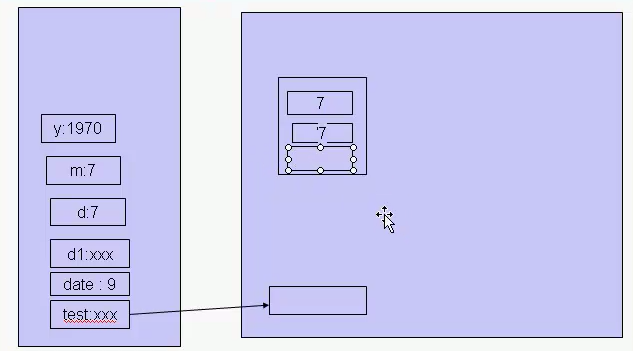 y:1970
m:7
d:7
d1:xxx
date : 9
test:xxx
7
'7